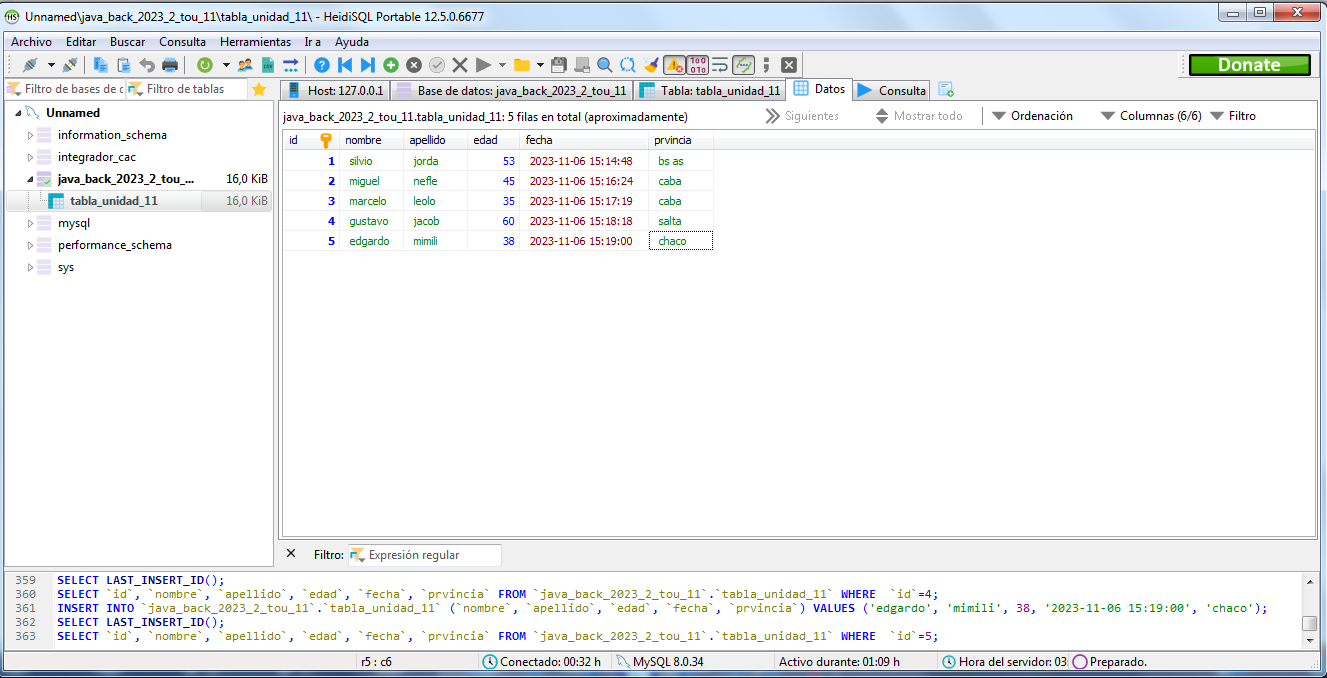 Unnamed\java_back_2023_2_tou_11\tabla_unidad_11\ - HeidiSQL Portable 12.5.0.6677
Archivo Editar Buscar Consulta Herramientas Ir a Ayuda
Donate
Filtro de bases de c Filtro de tablas
Host: 127.0.0.1 Base de datos: java_back_2023_2_tou_11 Tabla: tabla_unidad_11 Datos Consulta
Unnamed
information_schema
integrador_cac
java_back_2023_2_tou_... 16,0 KiB
tabla_unidad_11 16,0 KiB
mysql
performance_schema
sys
java_back_2023_2_tou_11.tabla_unidad_11: 5 filas en total (aproximadamente) Siguientes Mostrar todo Ordenación Columnas (6/6) Filtro
id nombre apellido edad fecha prvincia
1 silvio jorda 53 2023-11-06 15:14:48 bs as
2 miguel nefle 45 2023-11-06 15:16:24 caba
3 marcelo leolo 35 2023-11-06 15:17:19 caba
4 gustavo jacob 60 2023-11-06 15:18:18 salta
5 edgardo mimili 38 2023-11-06 15:19:00 chaco
Filtro: Expresión regular
359 SELECT LAST_INSERT_ID();
360 SELECT `id`, `nombre`, `apellido`, `edad`, `fecha`, `prvincia` FROM `java_back_2023_2_tou_11`.`tabla_unidad_11` WHERE  `id`=4;
361 INSERT INTO `java_back_2023_2_tou_11`.`tabla_unidad_11` (`nombre`, `apellido`, `edad`, `fecha`, `prvincia`) VALUES ('edgardo', 'mimili', 38, '2023-11-06 15:19:00', 'chaco');
362 SELECT LAST_INSERT_ID();
363 SELECT `id`, `nombre`, `apellido`, `edad`, `fecha`, `prvincia` FROM `java_back_2023_2_tou_11`.`tabla_unidad_11` WHERE  `id`=5;
r5 : c6 Conectado: 00:32 h MySQL 8.0.34 Activo durante: 01:09 h Hora del servidor: 03 Preparado.